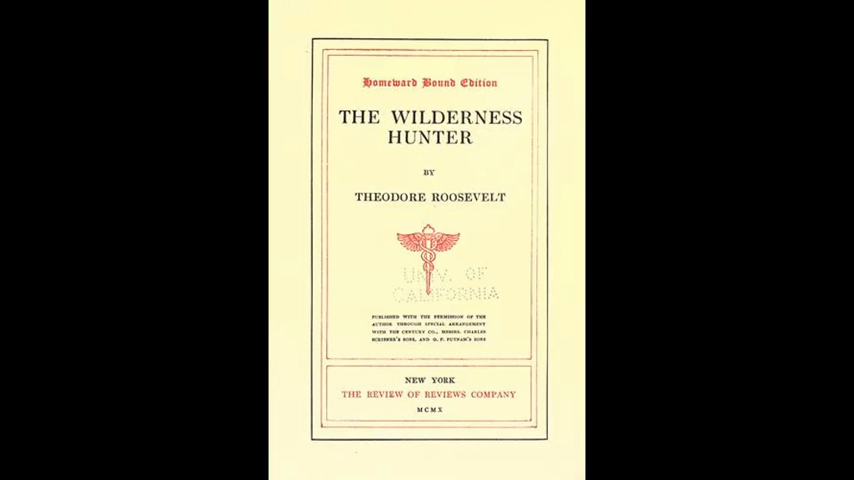 Homeward Bound Edition
THE WILDERNESS
HUNTER
BY
THEODORE ROOSEVELT
UNIV. OF
CALIFORNIA
PUBLISHED WITH THE PERMISSION OF THE
AUTHOR THROUGH SPECIAL ARRANGEMENT
WITH THE CENTURY CO., MESSRS. CHARLES
SCRIBNER'S SONS, AND G. P. PUTNAM'S SONS
NEW YORK
THE REVIEW OF REVIEWS COMPANY
MCMX